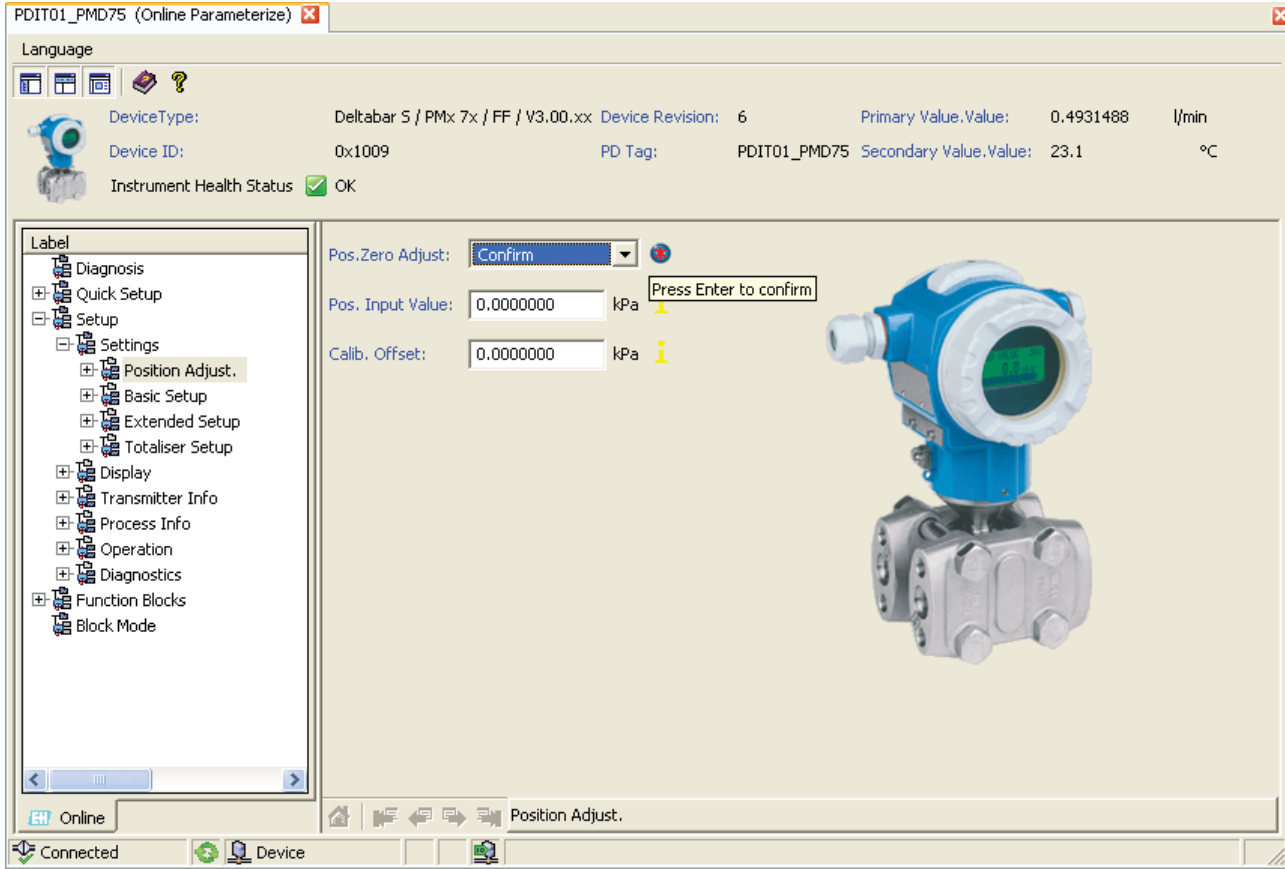 PDIT01_PMD75 (Online Parameterize)
Language
DeviceType: Deltabar S / PMx 7x / FF / V3.00.xx Device Revision: 6 Primary Value.Value: 0.4931488 l/min
Device ID: 0x1009 PD Tag: PDIT01_PMD75 Secondary Value.Value: 23.1 °C
Instrument Health Status OK
Label
Diagnosis
Quick Setup
Setup
Settings
Position Adjust.
Basic Setup
Extended Setup
Totaliser Setup
Display
Transmitter Info
Process Info
Operation
Diagnostics
Function Blocks
Block Mode
Online
Pos.Zero Adjust: Confirm
Press Enter to confirm
Pos. Input Value: 0.0000000 kPa
Calib. Offset: 0.0000000 kPa
Position Adjust.
Connected Device